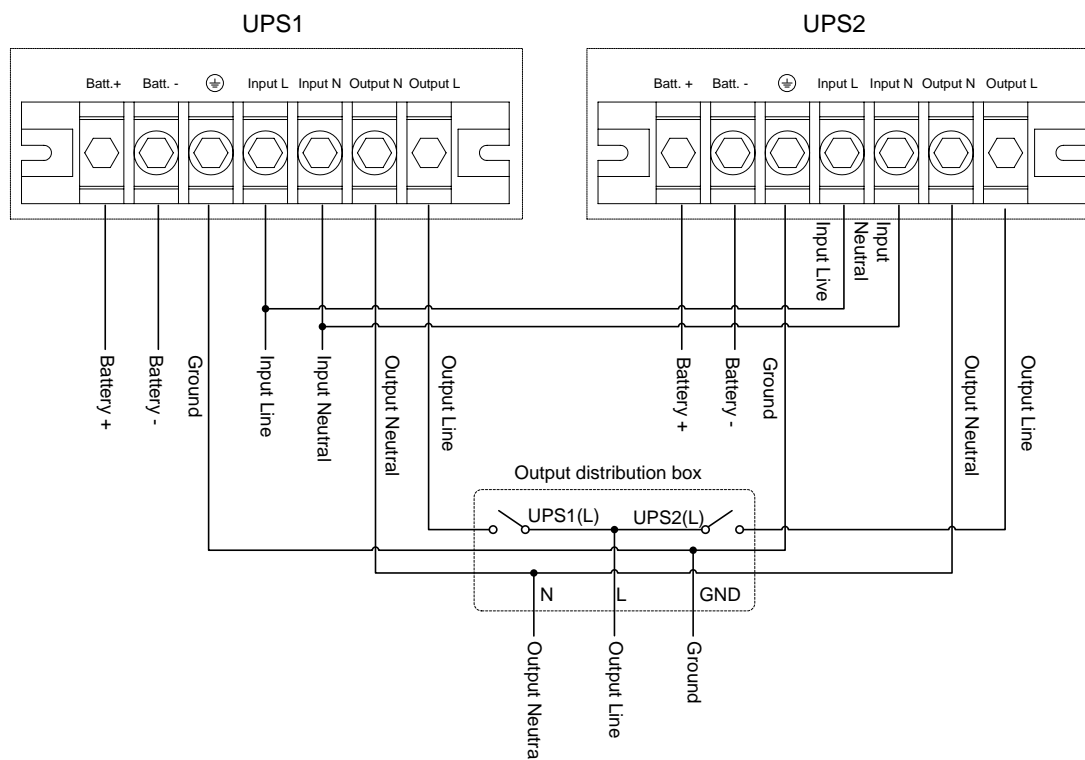 UPS1
UPS2
Batt.+ Batt. - Input L Input N Output N Output L
Batt. + Batt. - Input L Input N Output N Output L
Input Live
Input
Neutral
Battery +
Battery -
Ground
Input Line
Input Neutral
Output Neutral
Output Line
Battery +
Battery -
Ground
Output Neutral
Output Line
Output distribution box
UPS1(L)
UPS2(L)
N
L
GND
Output Neutra
Output Line
Ground